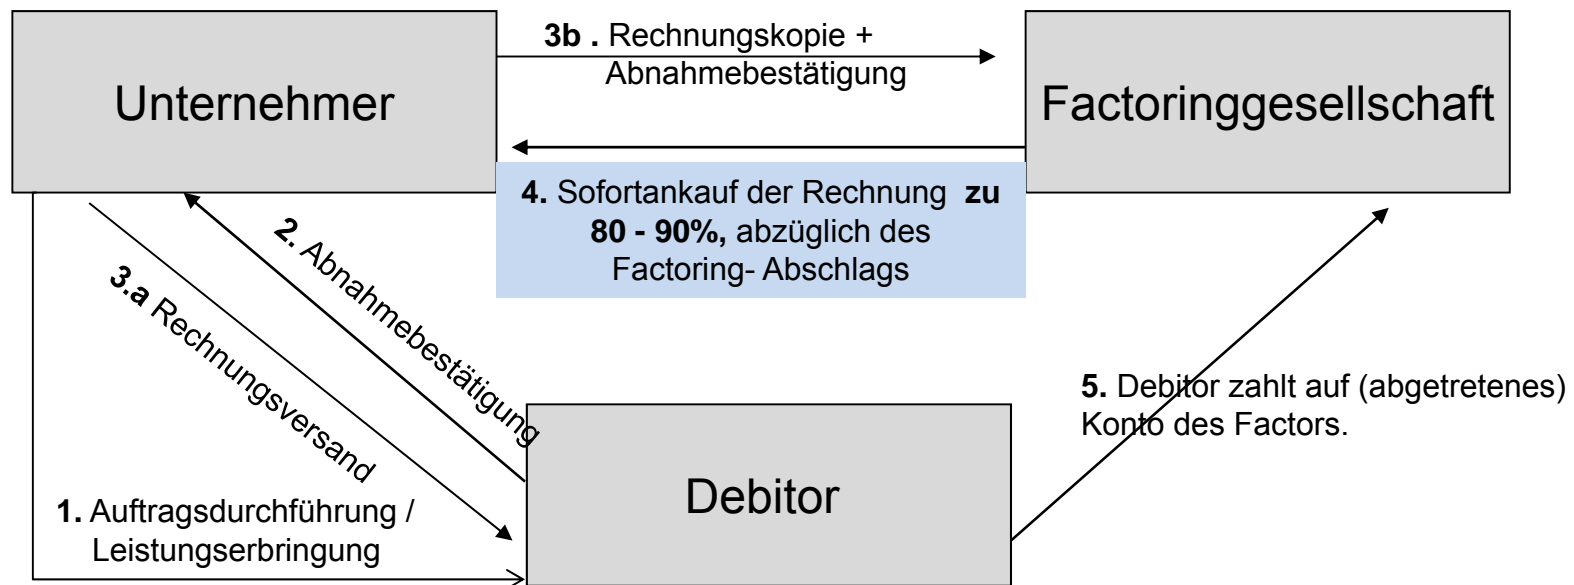 Unternehmer
3b . Rechnungskopie +
Abnahmebestätigung
Factoringgesellschaft
4. Sofortankauf der Rechnung zu
80 - 90%, abzüglich des
Factoring- Abschlags
2. Abnahmebestätigung
3.a Rechnungsversand
5. Debitor zahlt auf (abgetretenes)
Konto des Factors.
Debitor
1. Auftragsdurchführung /
Leistungserbringung